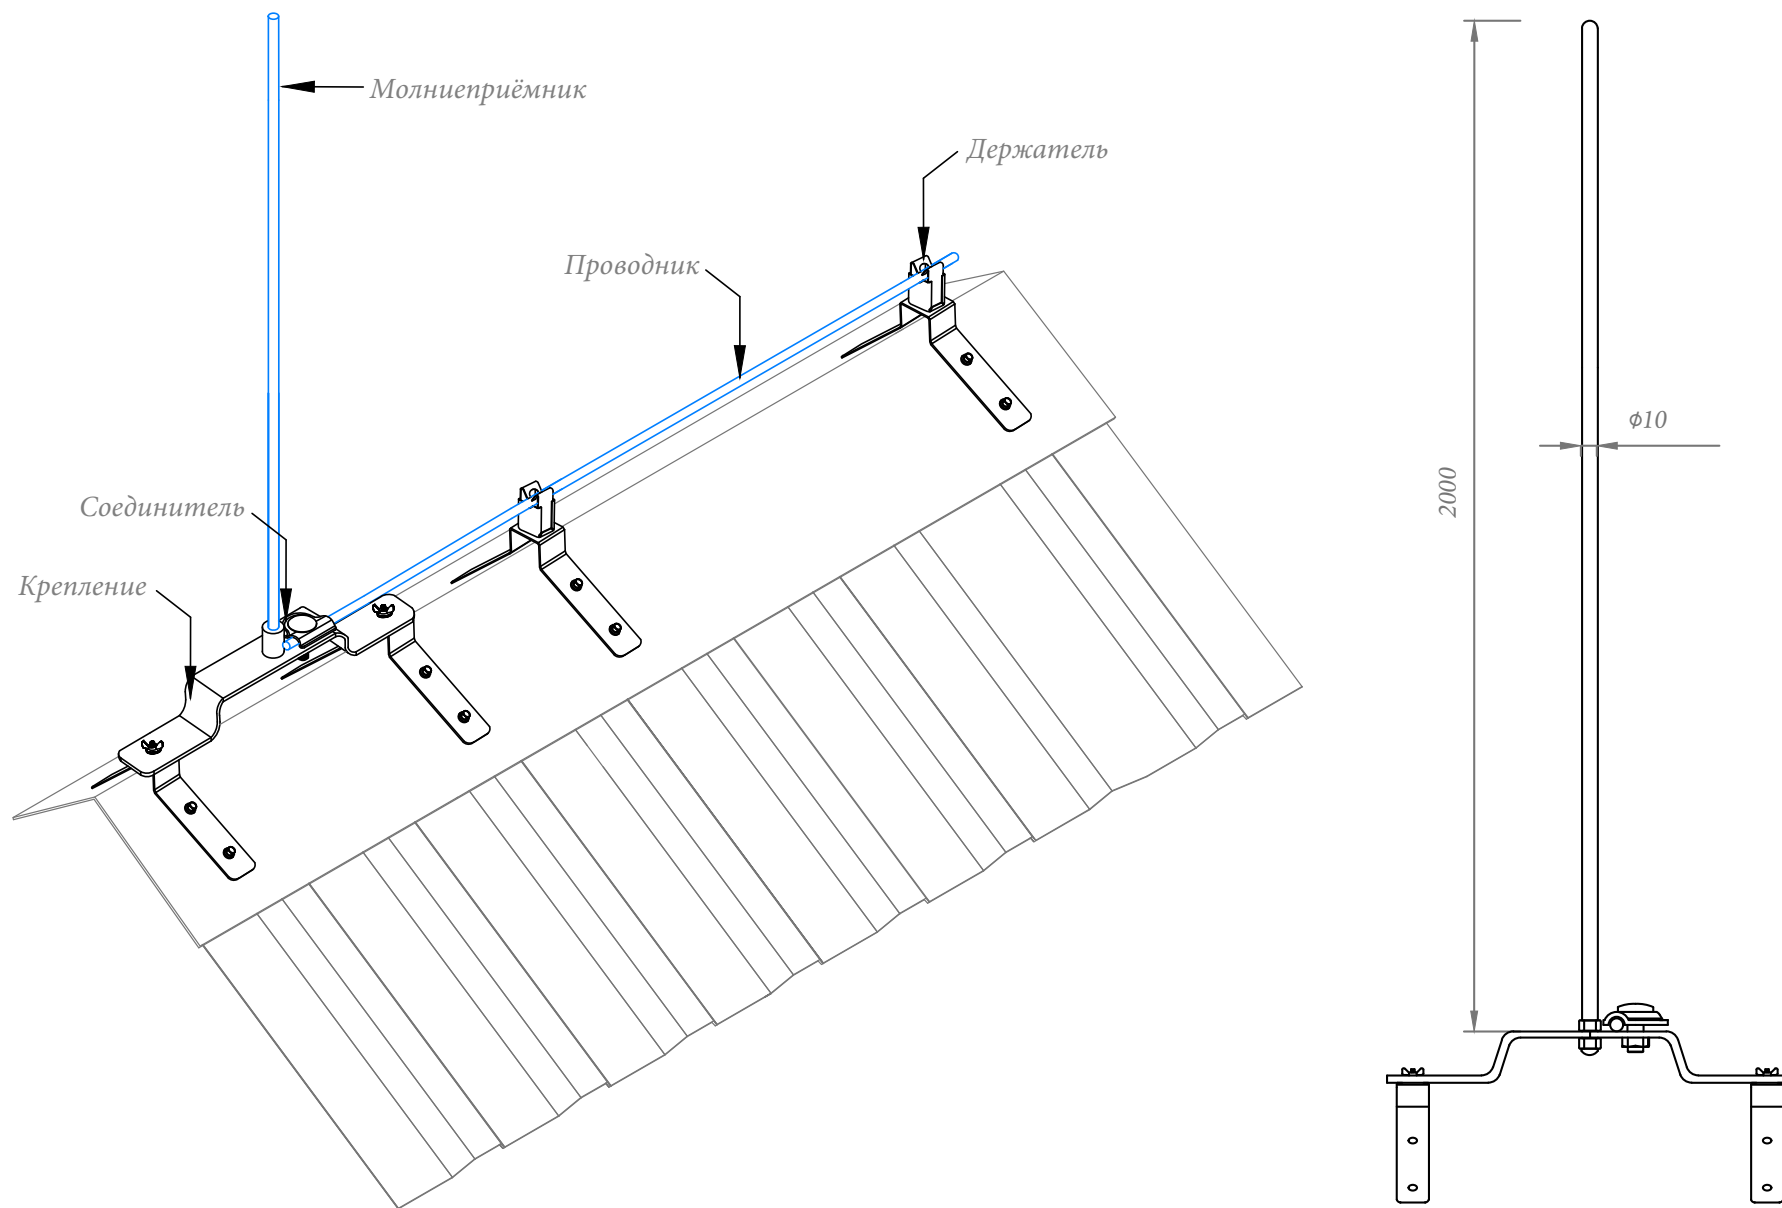 Молниеприёмник
Держатель
Проводник
Соединитель
Крепление
ϕ10
2000